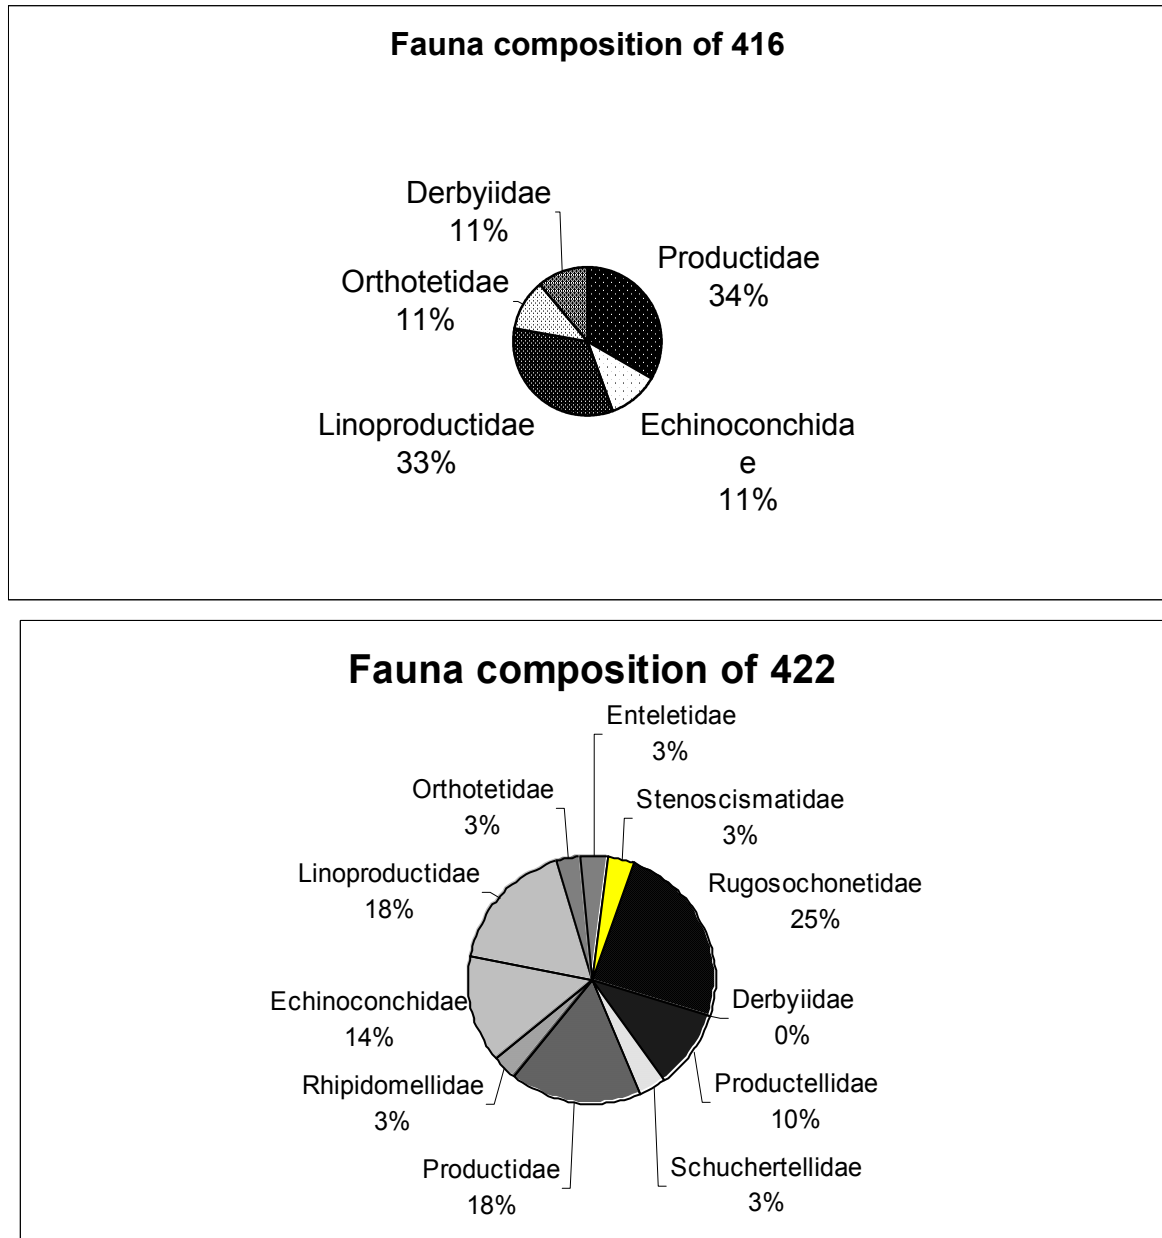 Fauna composition of 416
Derbyiidae
11%
Productidae
34%
Orthotetidae
11%
Linoproductidae
33%
Echinoconchida
e
11%
Fauna composition of 422
Enteletidae
3%
Orthotetidae
3%
Stenoscismatidae
3%
Linoproductidae
18%
Rugosochonetidae
25%
Echinoconchidae
14%
Derbyiidae
0%
Rhipidomellidae
3%
Productellidae
10%
Productidae
18%
Schuchertellidae
3%